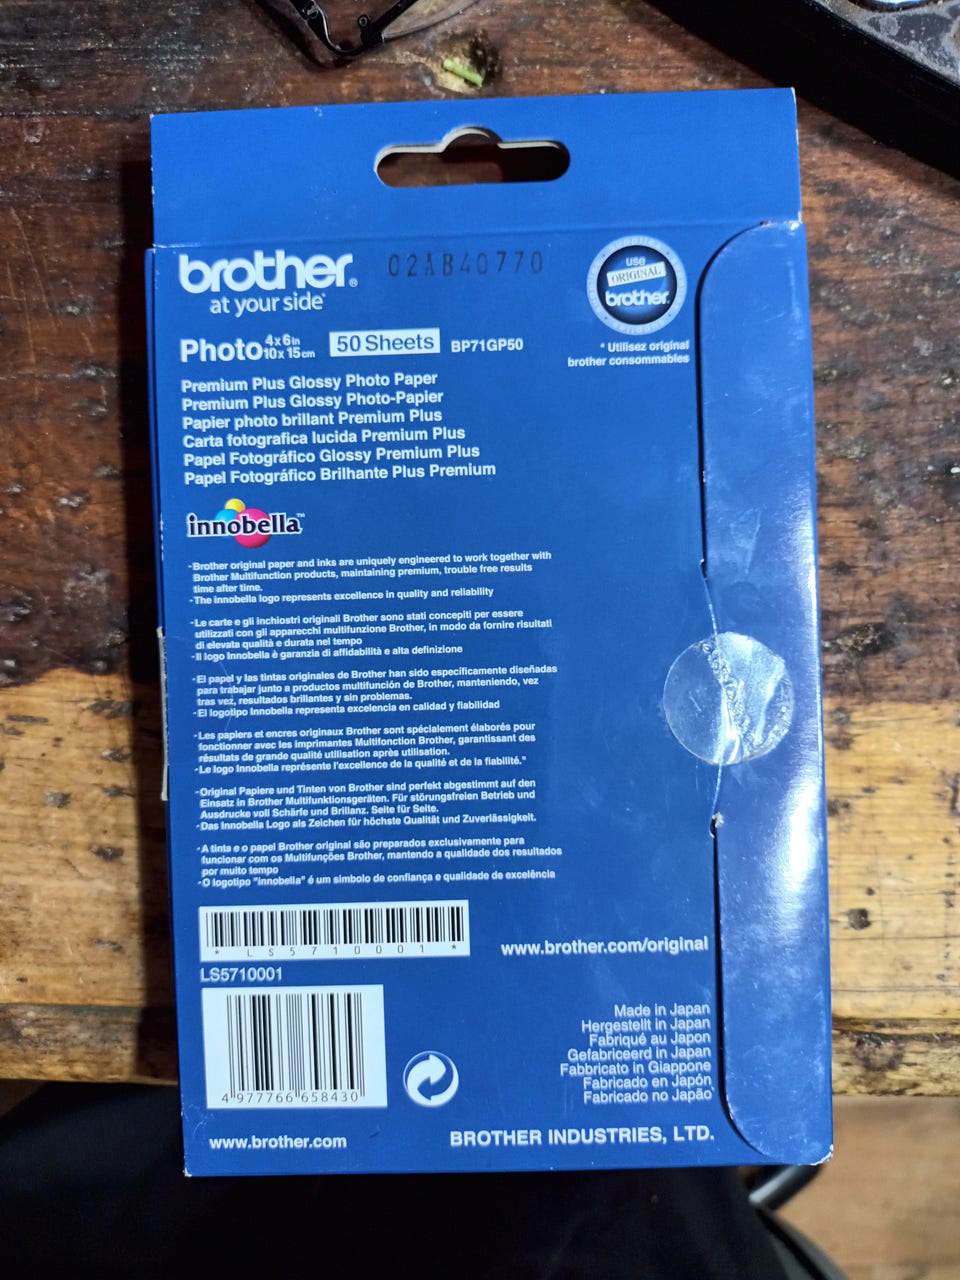 brother®
at your side®
02AB40770
supplies
use
ORIGINAL
brother
supplies
* Utilisez original
brother consommables
Photo 4x6in
10x15cm
50 Sheets
BP71GP50
Premium Plus Glossy Photo Paper
Premium Plus Glossy Photo-Papier
Papier photo brillant Premium Plus
Carta fotografica lucida Premium Plus
Papel Fotográfico Glossy Premium Plus
Papel Fotográfico Brilhante Plus Premium
innobella™
-Brother original paper and inks are uniquely engineered to work together with
Brother Multifunction products, maintaining premium, trouble free results
time after time.
-The innobella logo represents excellence in quality and reliability
-Le carte e gli inchiostri originali Brother sono stati concepiti per essere
utilizzati con gli apparecchi multifunzione Brother, in modo da fornire risultati
di elevata qualità e durata nel tempo
-Il logo Innobella è garanzia di affidabilità e alta definizione
-El papel y las tintas originales de Brother han sido específicamente diseñadas
para trabajar junto a productos multifunción de Brother, manteniendo, vez
tras vez, resultados brillantes y sin problemas.
-El logotipo Innobella representa excelencia en calidad y fiabilidad
-Les papiers et encres originaux Brother sont spécialement élaborés pour
fonctionner avec les imprimantes Multifonction Brother, garantissant des
résultats de grande qualité utilisation après utilisation.
-Le logo Innobella représente l'excellence de la qualité et de la fiabilité."
-Original Papiere und Tinten von Brother sind perfekt abgestimmt auf den
Einsatz in Brother Multifunktionsgeräten. Für störungsfreien Betrieb und
Ausdrucke voll Schärfe und Brillanz. Seite für Seite.
-Das Innobella Logo als Zeichen für höchste Qualität und Zuverlässigkeit.
-A tinta e o papel Brother original são preparados exclusivamente para
funcionar com os Multifunções Brother, mantendo a qualidade dos resultados
por muito tempo
-O logotipo "innobella" é um simbolo de confiança e qualidade de excelência
* L S 5 7 1 0 0 0 1 *
LS5710001
www.brother.com/original
4 977766 658430
Made in Japan
Hergestellt in Japan
Fabriqué au Japon
Gefabriceerd in Japan
Fabbricato in Giappone
Fabricado en Japón
Fabricado no Japão
www.brother.com
BROTHER INDUSTRIES, LTD.